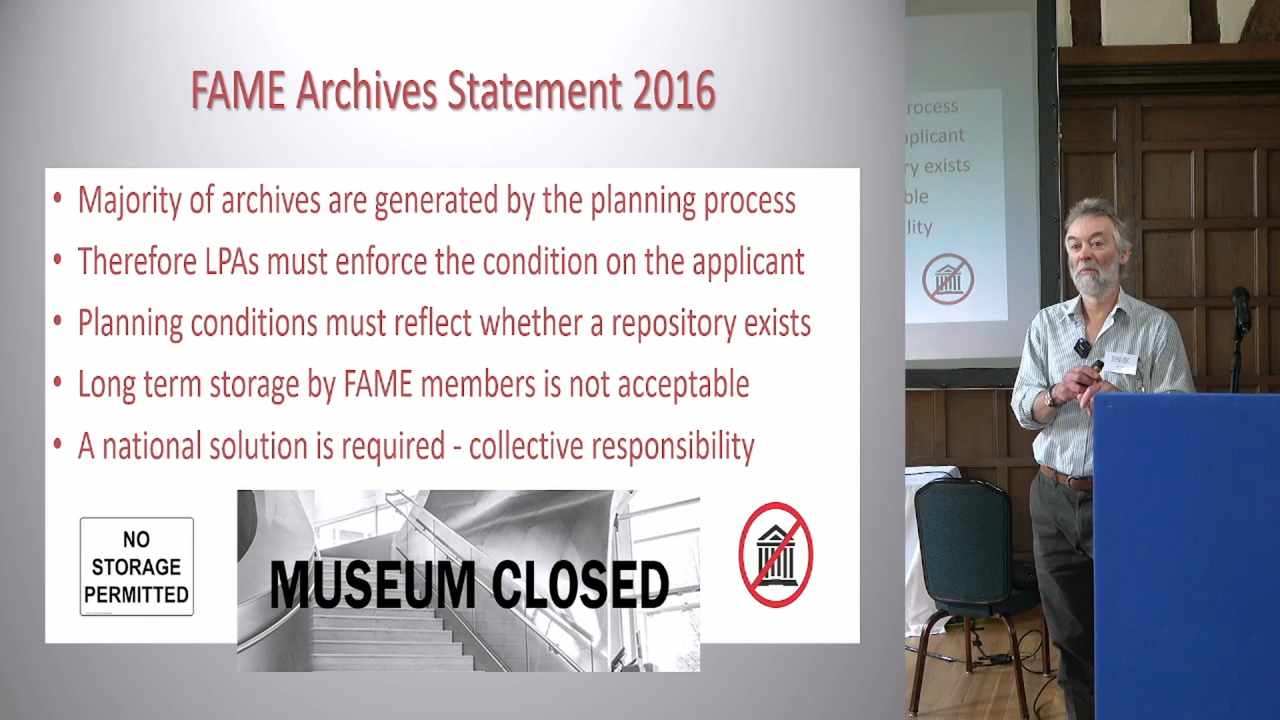 FAME Archives Statement 2016
• Majority of archives are generated by the planning process
• Therefore LPAs must enforce the condition on the applicant
• Planning conditions must reflect whether a repository exists
• Long term storage by FAME members is not acceptable
• A national solution is required - collective responsibility
NO
STORAGE
PERMITTED
MUSEUM CLOSED
rocess
plicant
ry exists
ble
lity